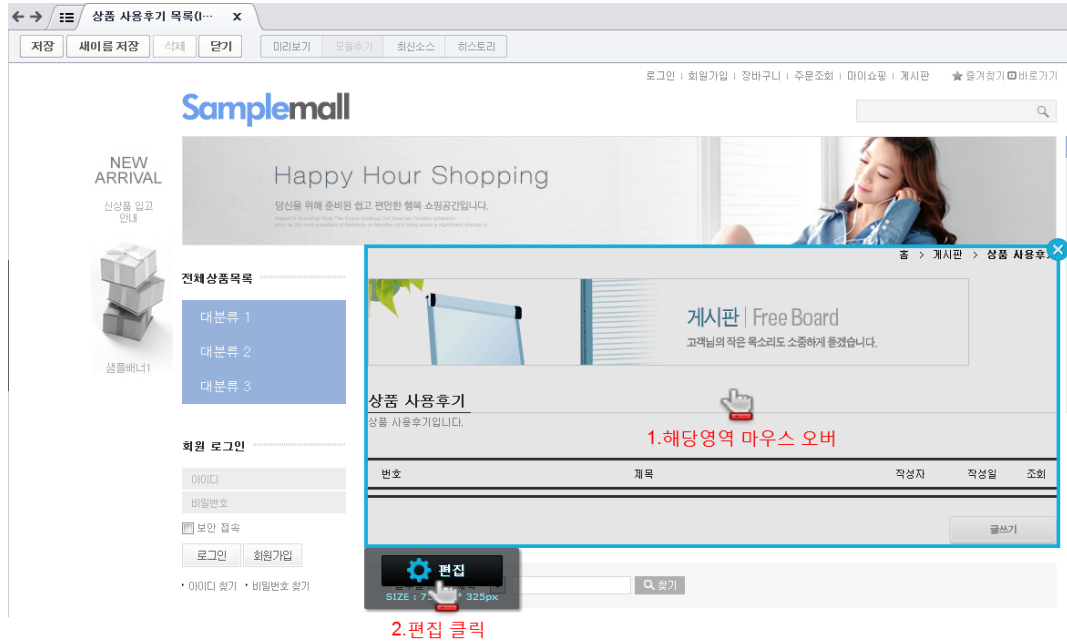 상품 사용후기 목록(I··· x
저장 새이름 저장 삭제 닫기 미리보기 모듈추가 최신소스 히스토리
로그인 회원가입 장바구니 주문조회 마이쇼핑 게시판 즐겨찾기 바로가기
Samplemall
NEW
ARRIVAL
신상품 입고
안내
샘플배너1
Happy Hour Shopping
당신을 위해 준비된 쉽고 편안한 행복 쇼핑공간입니다.
전체상품목록
대분류 1
대분류 2
대분류 3
회원 로그인
아이디
비밀번호
보안 접속
로그인 회원가입
아이디 찾기 비밀번호 찾기
홈 > 게시판 > 상품 사용후
게시판 | Free Board
고객님의 작은 목소리도 소중하게 듣겠습니다.
상품 사용후기
상품 사용후기입니다.
1.해당영역 마우스 오버
번호 제목 작성자 작성일 조회
글쓰기
편집
찾기
SIZE : 325px
2.편집 클릭